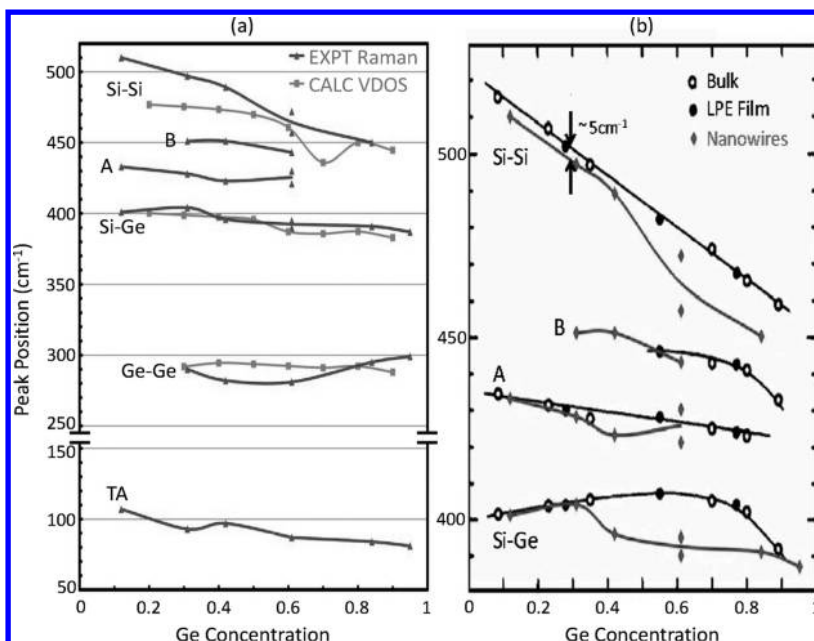 (a)
EXPT Raman
CALC VDOS
Si-Si
B
A
Si-Ge
Ge-Ge
TA
500
450
400
350
300
250
150
100
50
0
0.2
0.4
0.6
0.8
1
Peak Position (cm-1)
Ge Concentration
(b)
Bulk
LPE Film
Nanowires
~5cm-1
Si-Si
B
A
Si-Ge
500
450
400
0
0.2
0.4
0.6
0.8
1
Ge Concentration